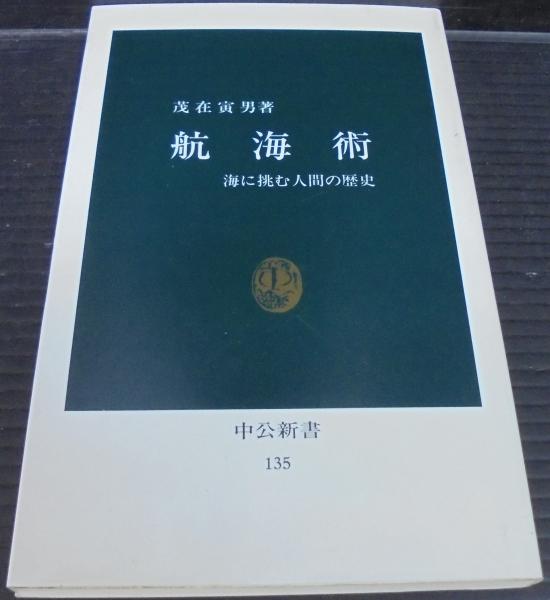 茂在寅男著
航海術
海に挑む人間の歴史
中公新書
135